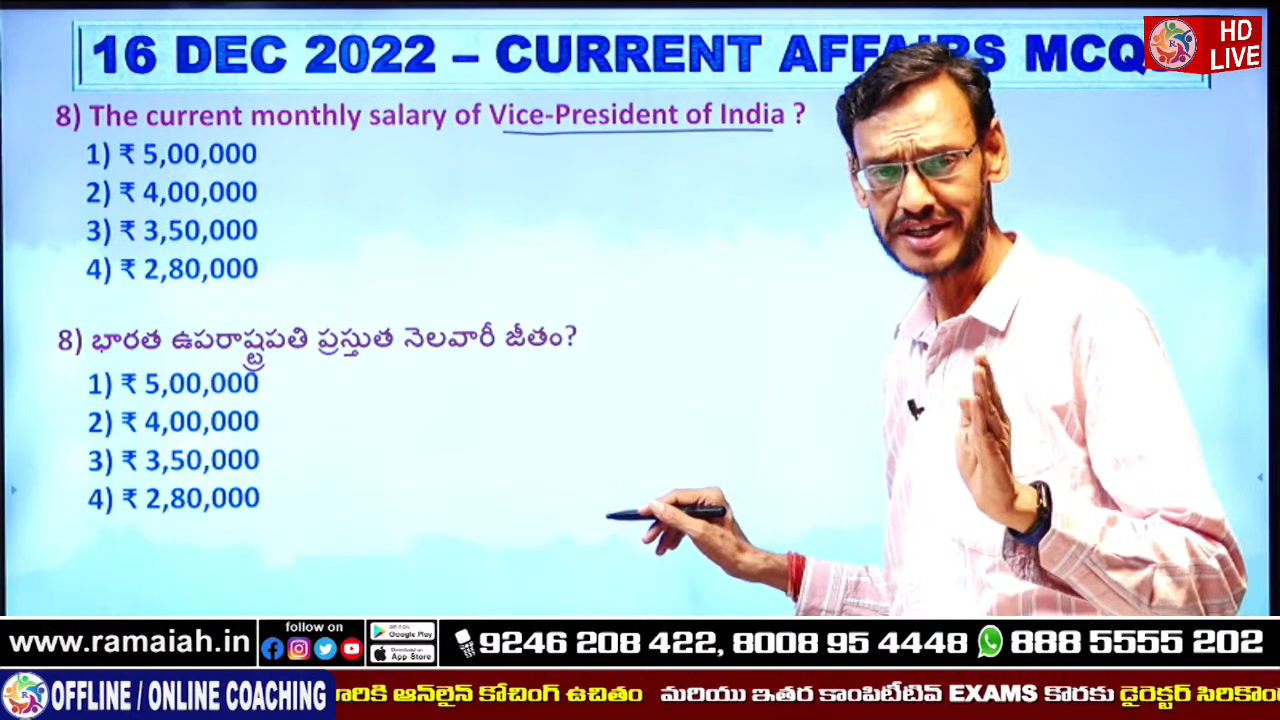 16 DEC 2022 – CURRENT AFFAIRS MCQ
HD
LIVE
8) The current monthly salary of Vice-President of India ?
1) ₹ 5,00,000
2) ₹ 4,00,000
3) ₹ 3,50,000
4) ₹ 2,80,000
8) భారత ఉపరాష్ట్రపతి ప్రస్తుత నెలవారీ జీతం?
1) ₹ 5,00,000
2) ₹ 4,00,000
3) ₹ 3,50,000
4) ₹ 2,80,000
www.ramaiah.in
follow on
GET IT ON
Google Play
App Store
9246 208 422, 8008 95 4448
888 5555 202
OFFLINE / ONLINE COACHING
గారికి ఆన్‌లైన్ కోచింగ్ ఉచితం మరియు ఇతర కాంపిటీటివ్ EXAMS కొరకు డైరెక్టర్